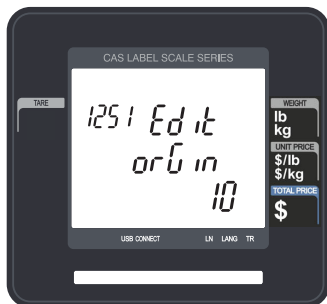 CAS LABEL SCALE SERIES
TARE
1251 Edit
orGin
10
WEIGHT
lb
kg
UNIT PRICE
$/lb
$/kg
TOTAL PRICE
$
USB CONNECT LN LANG TR